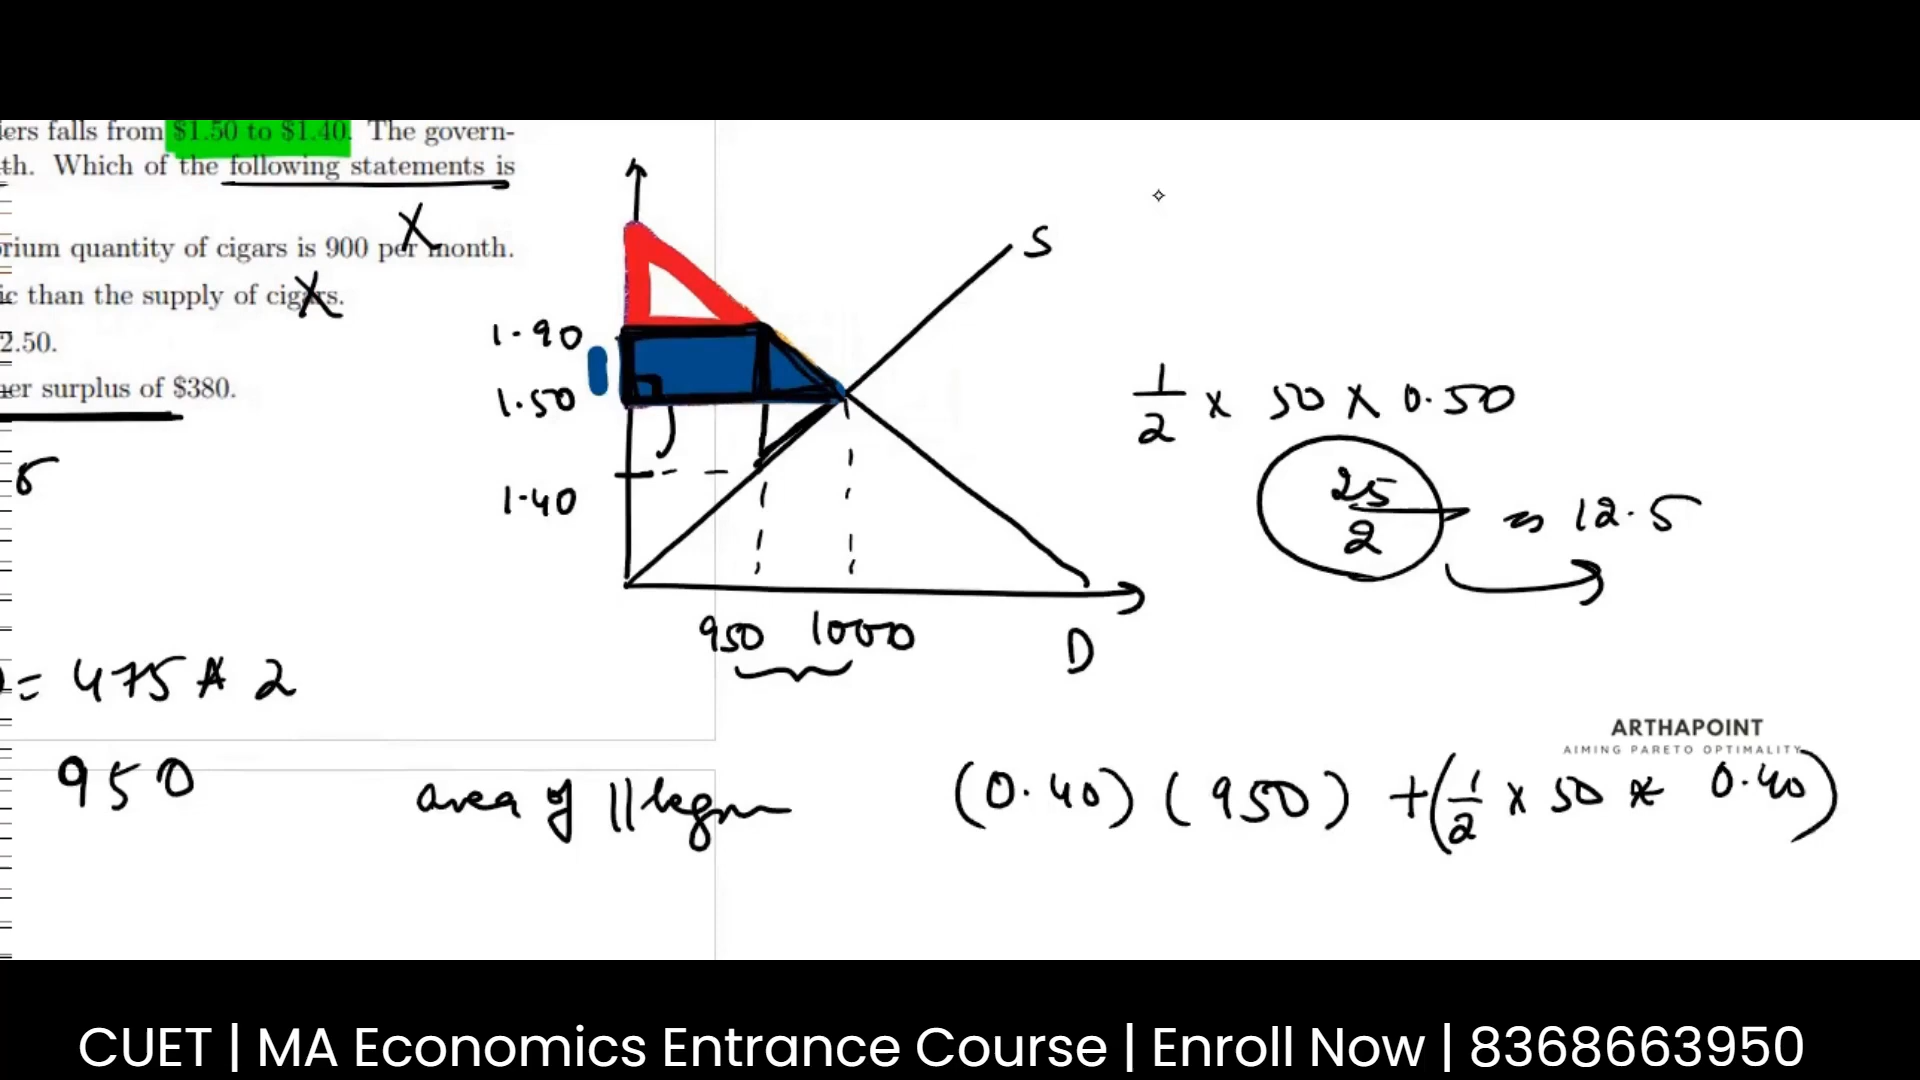 iers falls from $1.50 to $1.40. The govern-
th. Which of the following statements is
rium quantity of cigars is 900 per month.
ic than the supply of cigars.
2.50.
ner surplus of $380.
= 475 * 2
950
S
1.90
1.50
1.40
950 1000
D
1/2 x 50 x 0.50
25/2 = 12.5
area of ||legm
(0.40) (950) + (1/2 x 50 * 0.40)
ARTHAPOINT
AIMING PARETO OPTIMALITY
CUET | MA Economics Entrance Course | Enroll Now | 8368663950